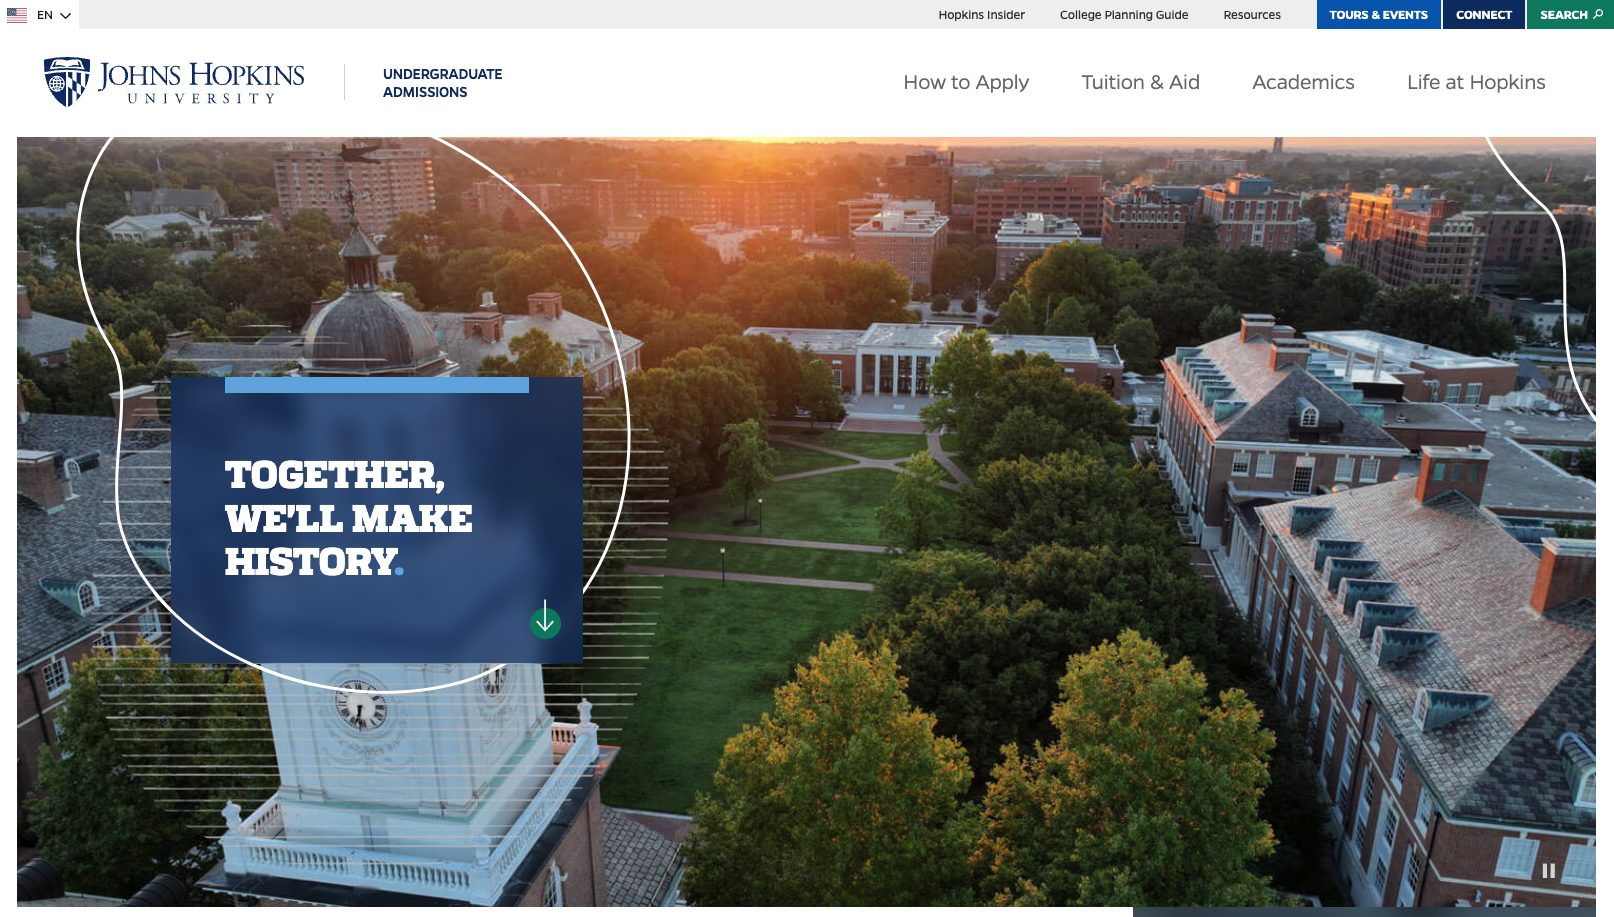 EN
Hopkins Insider
College Planning Guide
Resources
TOURS & EVENTS
CONNECT
SEARCH
JOHNS HOPKINS
UNIVERSITY
UNDERGRADUATE
ADMISSIONS
How to Apply
Tuition & Aid
Academics
Life at Hopkins
TOGETHER,
WE'LL MAKE
HISTORY.